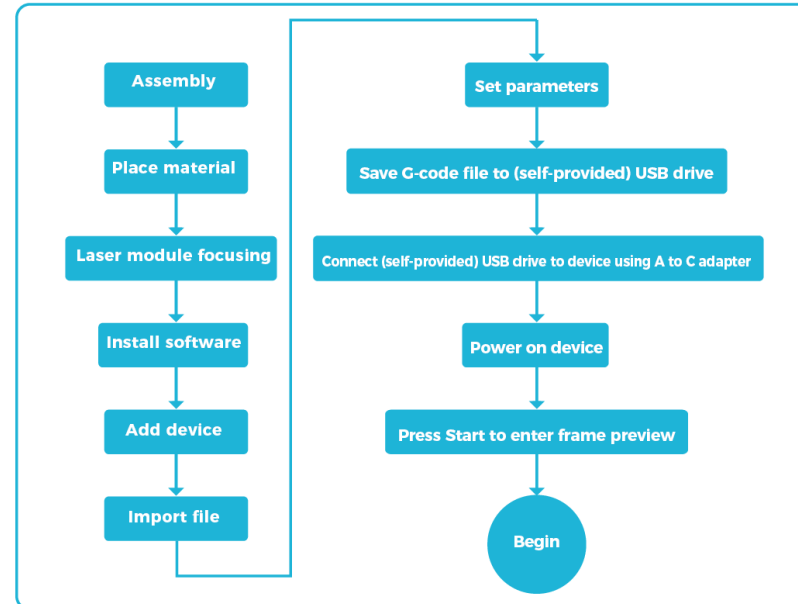 Assembly
Place material
Laser module focusing
Install software
Add device
Import file
Set parameters
Save G-code file to (self-provided) USB drive
Connect (self-provided) USB drive to device using A to C adapter
Power on device
Press Start to enter frame preview
Begin